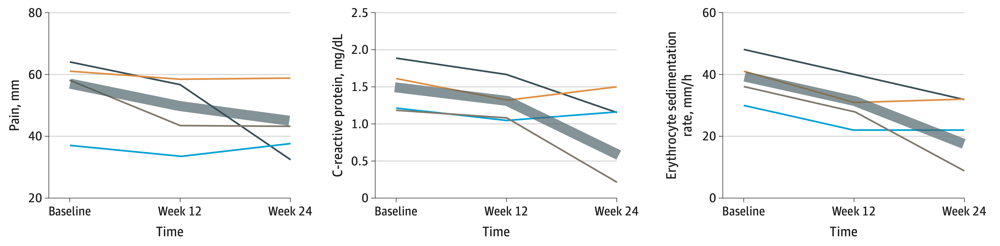 Pain, mm
80
60
40
20
Baseline
Week 12
Week 24
Time
C-reactive protein, mg/dL
2.5
2.0
1.5
1.0
0.5
0
Baseline
Week 12
Week 24
Time
Erythrocyte sedimentation
rate, mm/h
60
40
20
0
Baseline
Week 12
Week 24
Time